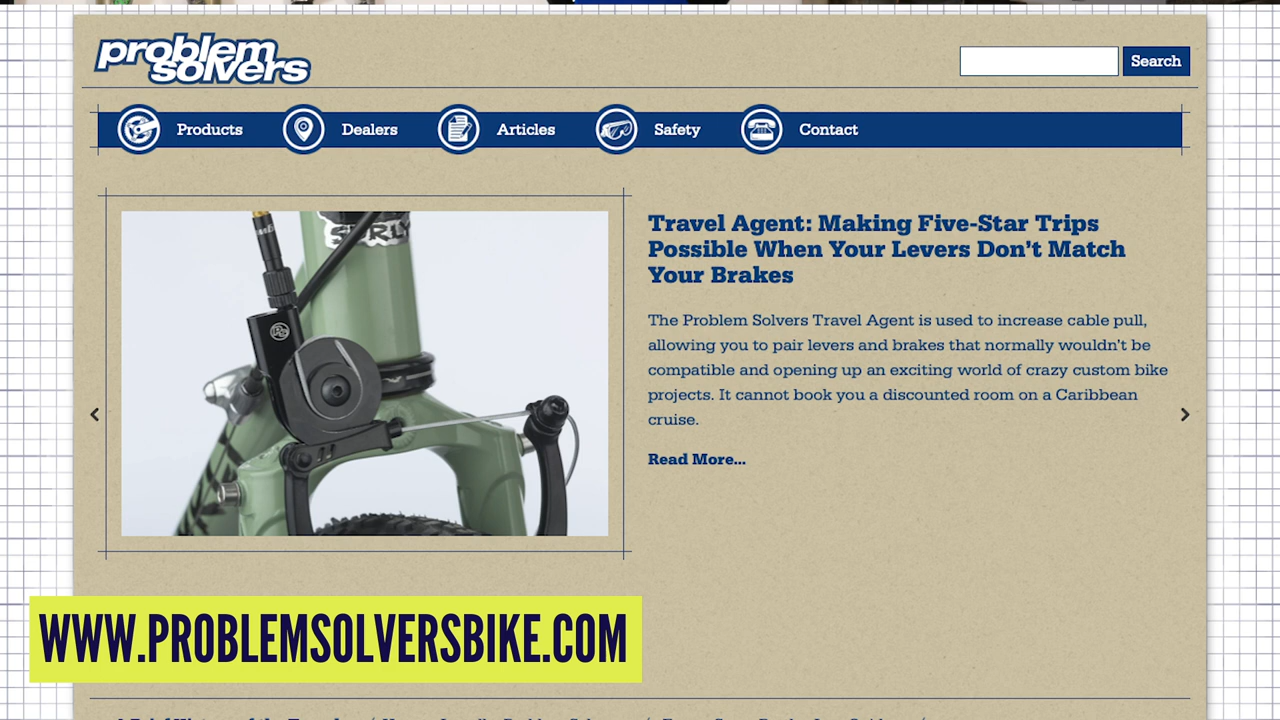 problem
solvers
Search
Products
Dealers
Articles
Safety
Contact
SURLY
Travel Agent: Making Five-Star Trips
Possible When Your Levers Don’t Match
Your Brakes
The Problem Solvers Travel Agent is used to increase cable pull,
allowing you to pair levers and brakes that normally wouldn't be
compatible and opening up an exciting world of crazy custom bike
projects. It cannot book you a discounted room on a Caribbean
cruise.
Read More...
WWW.PROBLEMSOLVERSBIKE.COM